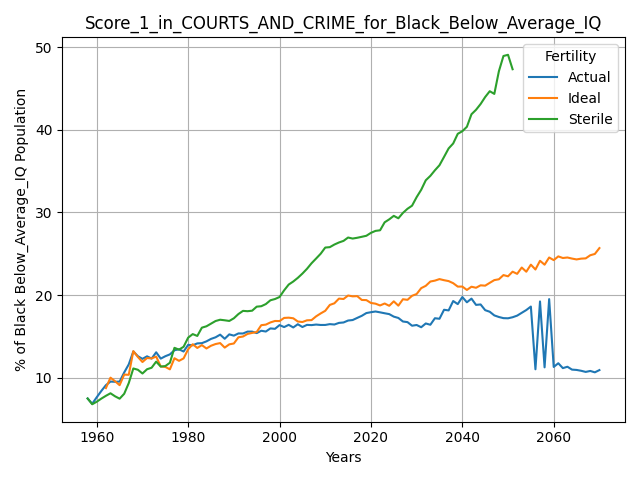 Score_1_in_COURTS_AND_CRIME_for_Black_Below_Average_IQ
% of Black Below_Average_IQ Population
50
40
30
20
10
Fertility
Actual
Ideal
Sterile
1960 1980 2000 2020 2040 2060
Years